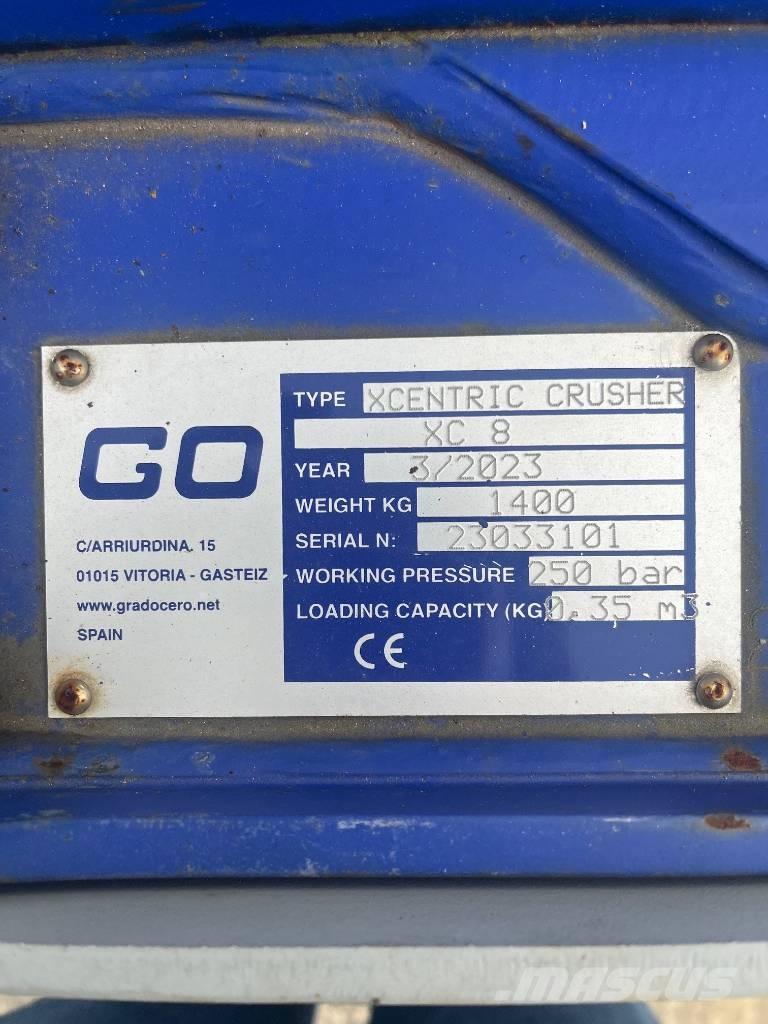 GO
C/ARRIURDINA, 15
01015 VITORIA - GASTEIZ
www.gradocero.net
SPAIN
TYPE XCENTRIC CRUSHER
XC 8
YEAR 3/2023
WEIGHT KG 1400
SERIAL N: 23033101
WORKING PRESSURE 250 bar
LOADING CAPACITY (KG) 0.35 m3
CE
MASCUS